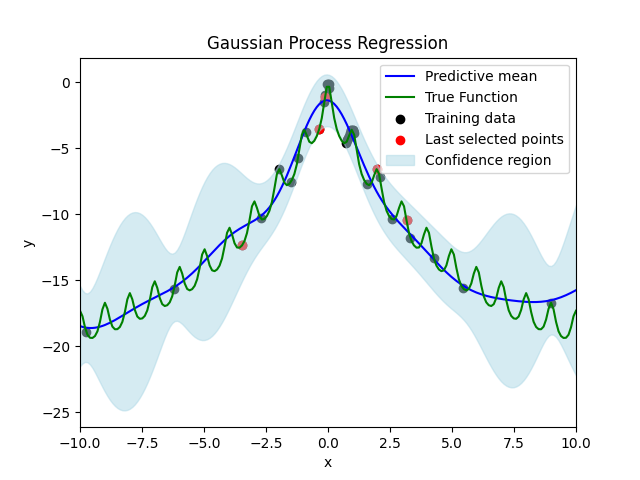 Gaussian Process Regression
Predictive mean
True Function
Training data
Last selected points
Confidence region
y
0
−5
−10
−15
−20
−25
−10.0 −7.5 −5.0 −2.5 0.0 2.5 5.0 7.5 10.0
x